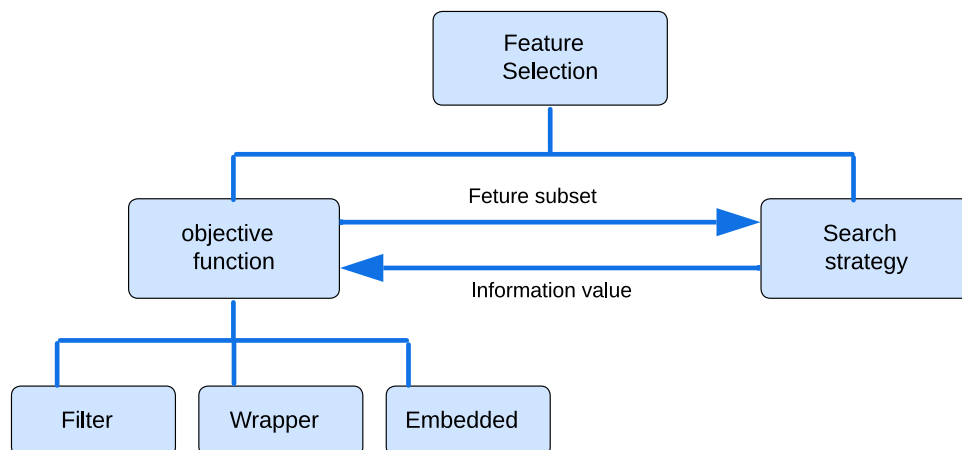 Feature
Selection
Feture subset
objective
function
Search
strategy
Information value
Filter
Wrapper
Embedded